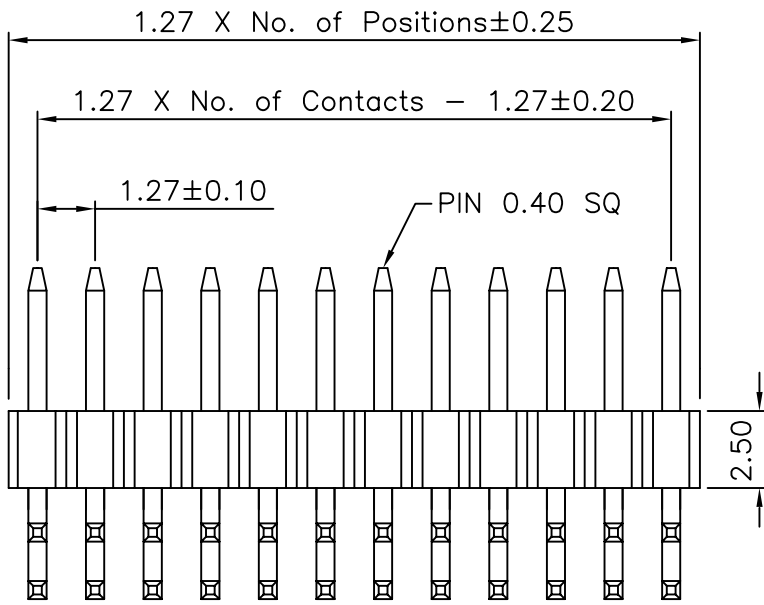 1.27 X No. of Positions±0.25
1.27 X No. of Contacts - 1.27±0.20
1.27±0.10
PIN 0.40 SQ
2.50